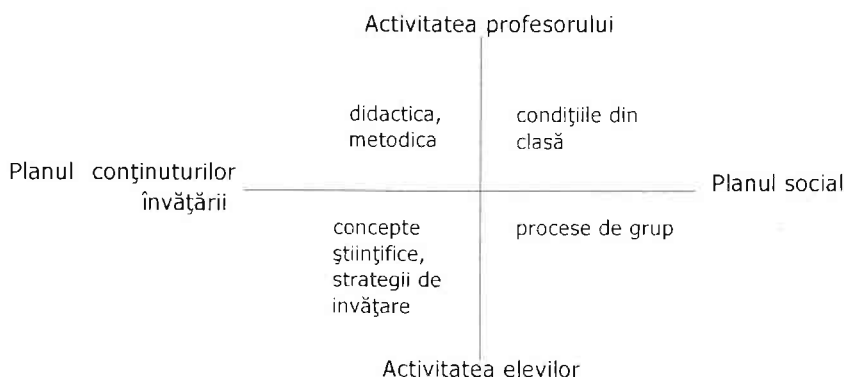 Activitatea profesorului
didactica,
metodica
condiţiile din
clasă
Planul conţinuturilor
învăţării
Planul social
concepte
ştiinţifice,
strategii de
invăţare
procese de grup
Activitatea elevilor